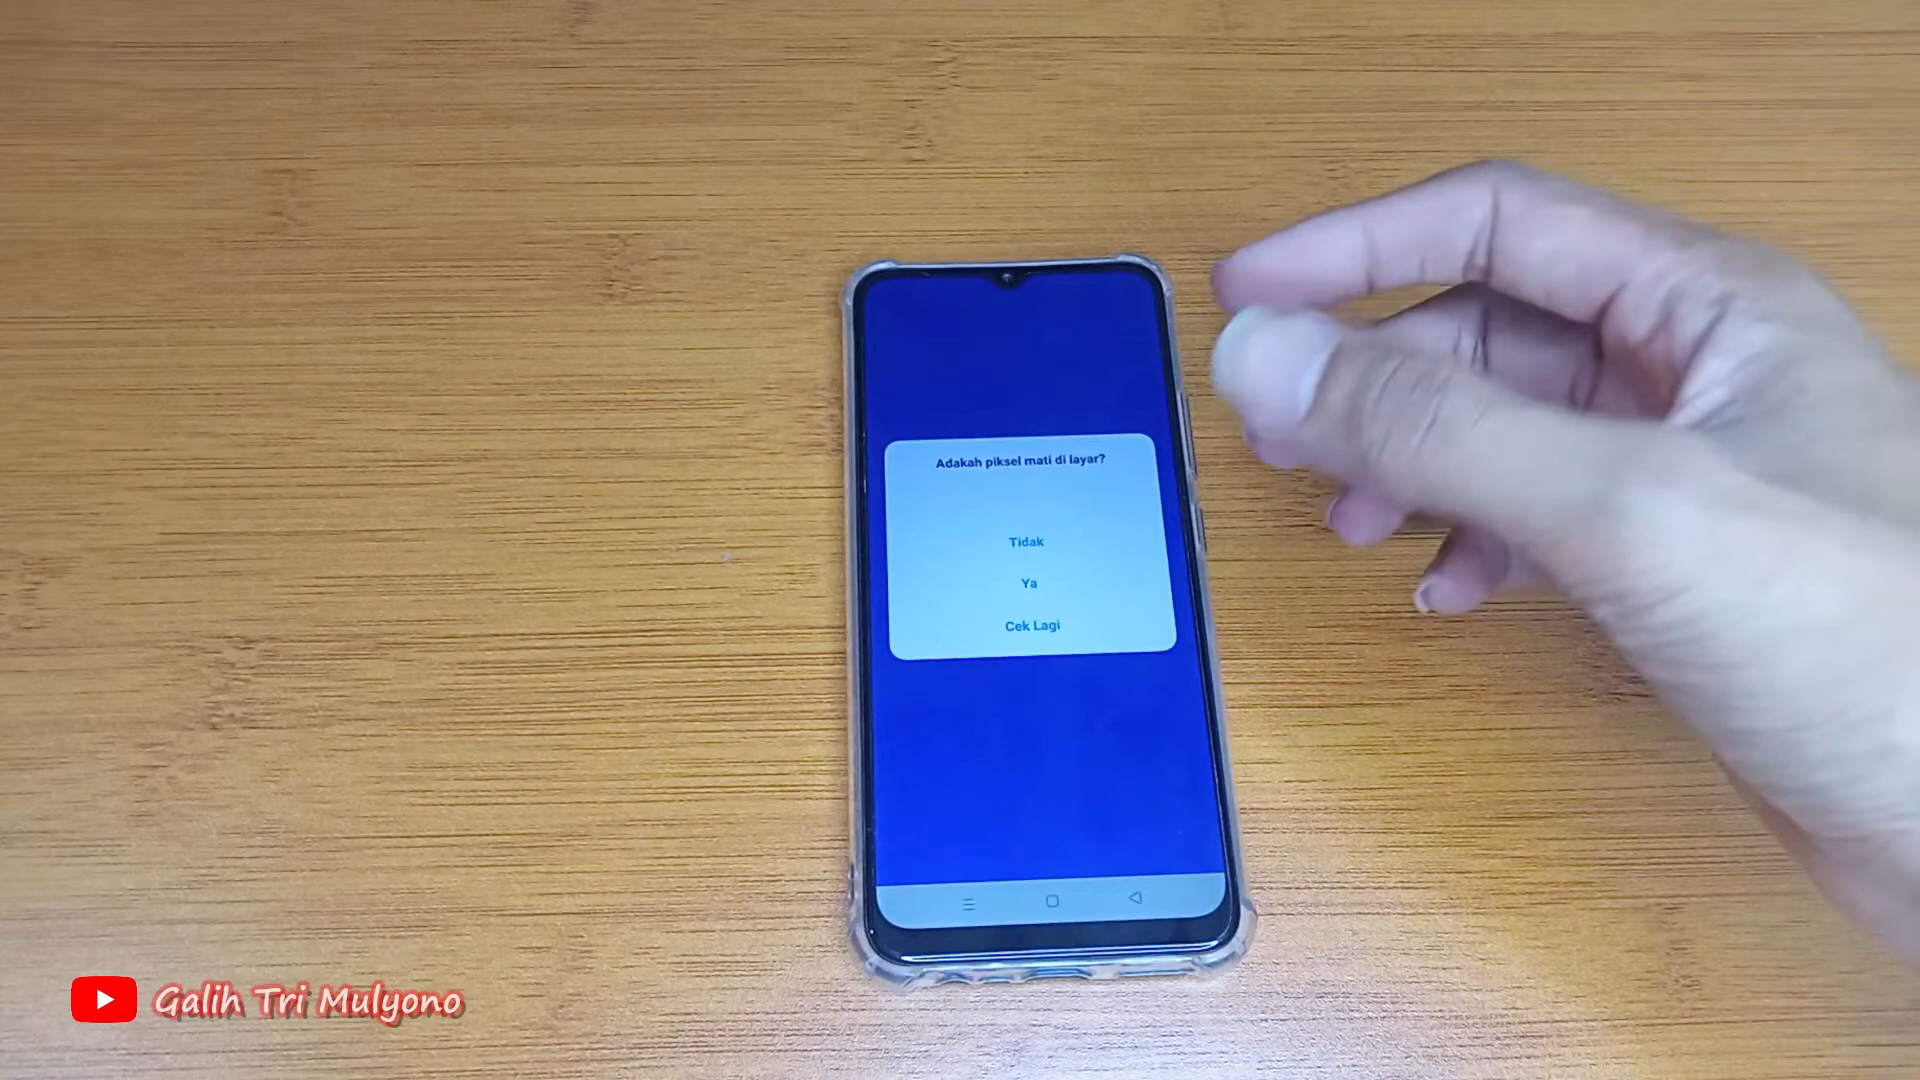 Adakah piksel mati di layar?
Tidak
Ya
Cek Lagi
Galih Tri Mulyono